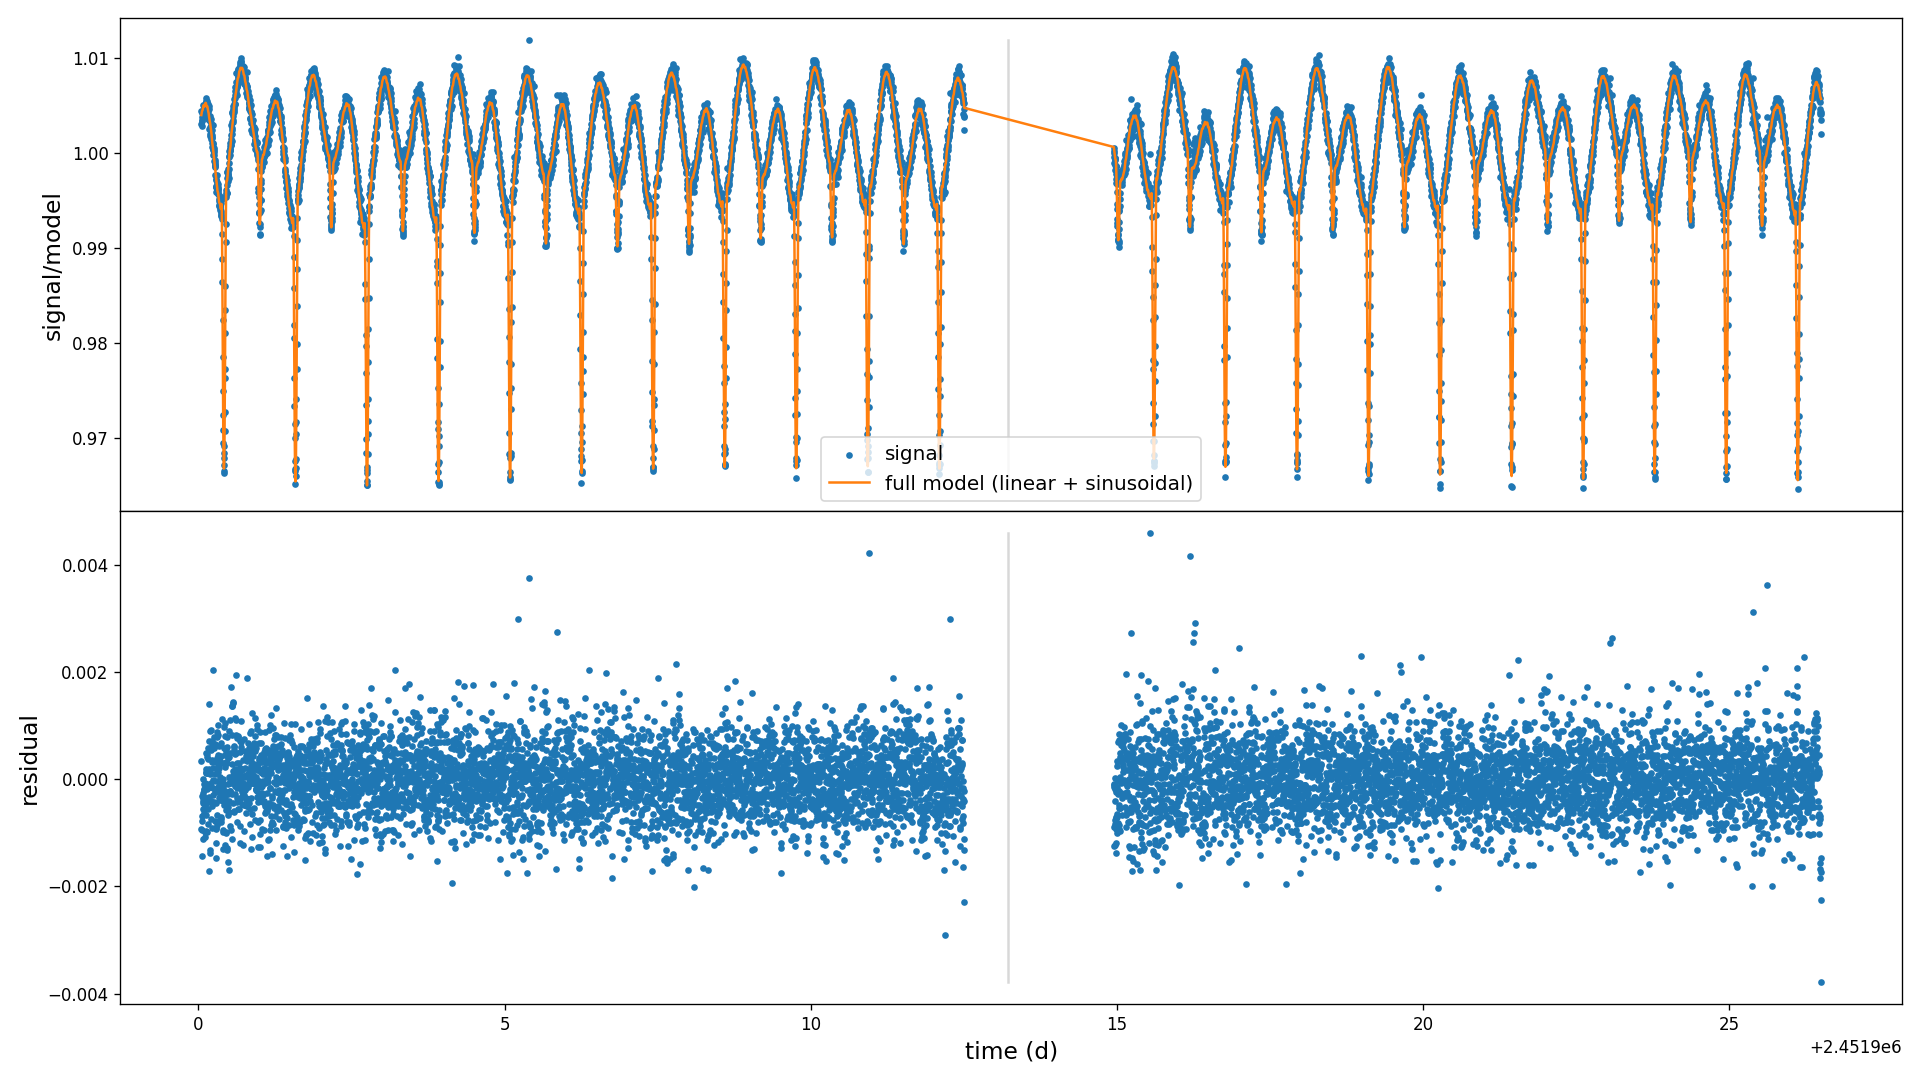 1.01
1.00
0.99
0.98
0.97
signal/model
signal
full model (linear + sinusoidal)
0.004
0.002
0.000
−0.002
−0.004
residual
0 5 10 15 20 25
time (d)
+2.4519e6